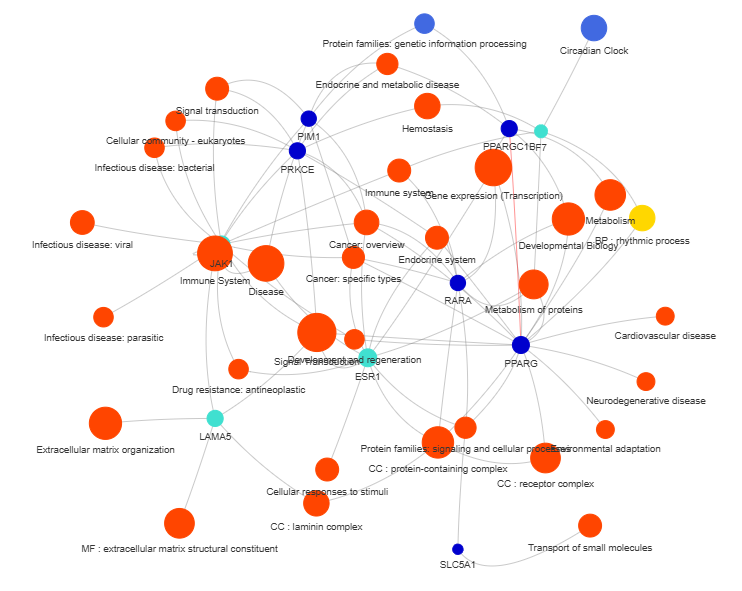 Protein families: genetic information processing
Circadian Clock
Endocrine and metabolic disease
Signal transduction
Hemostasis
PIM1
Cellular community - eukaryotes
PPARGC1B
F7
Infectious disease: bacterial
PRKCE
Immune system
Gene expression (Transcription)
Metabolism
Infectious disease: viral
Cancer: overview
Developmental Biology
BP : rhythmic process
JAK1
Endocrine system
Immune System
Cancer: specific types
Disease
RARA
Metabolism of proteins
Infectious disease: parasitic
Cardiovascular disease
Development and regeneration
Signal Transduction
PPARG
ESR1
Drug resistance: antineoplastic
Neurodegenerative disease
LAMA5
Extracellular matrix organization
Protein families: signaling and cellular processes
Environmental adaptation
CC : protein-containing complex
CC : receptor complex
Cellular responses to stimuli
CC : laminin complex
MF : extracellular matrix structural constituent
Transport of small molecules
SLC5A1